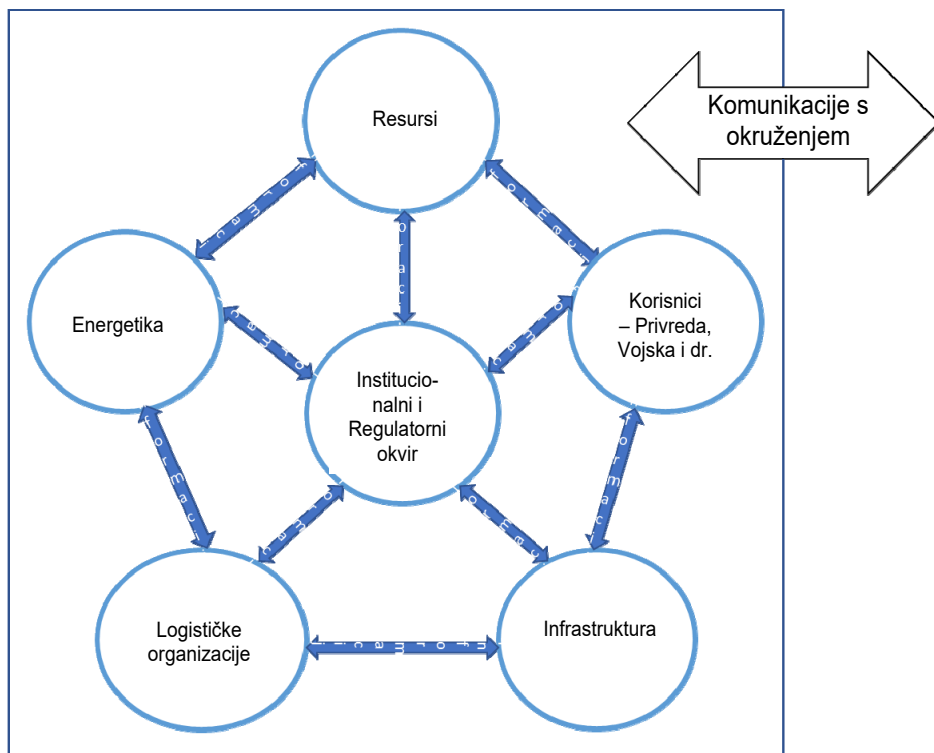 Resursi
Komunikacije s
okruženjem
Energetika
Korisnici
– Privreda,
Vojska i dr.
Institucio-
nalni i
Regulatorni
okvir
Logističke
organizacije
Infrastruktura